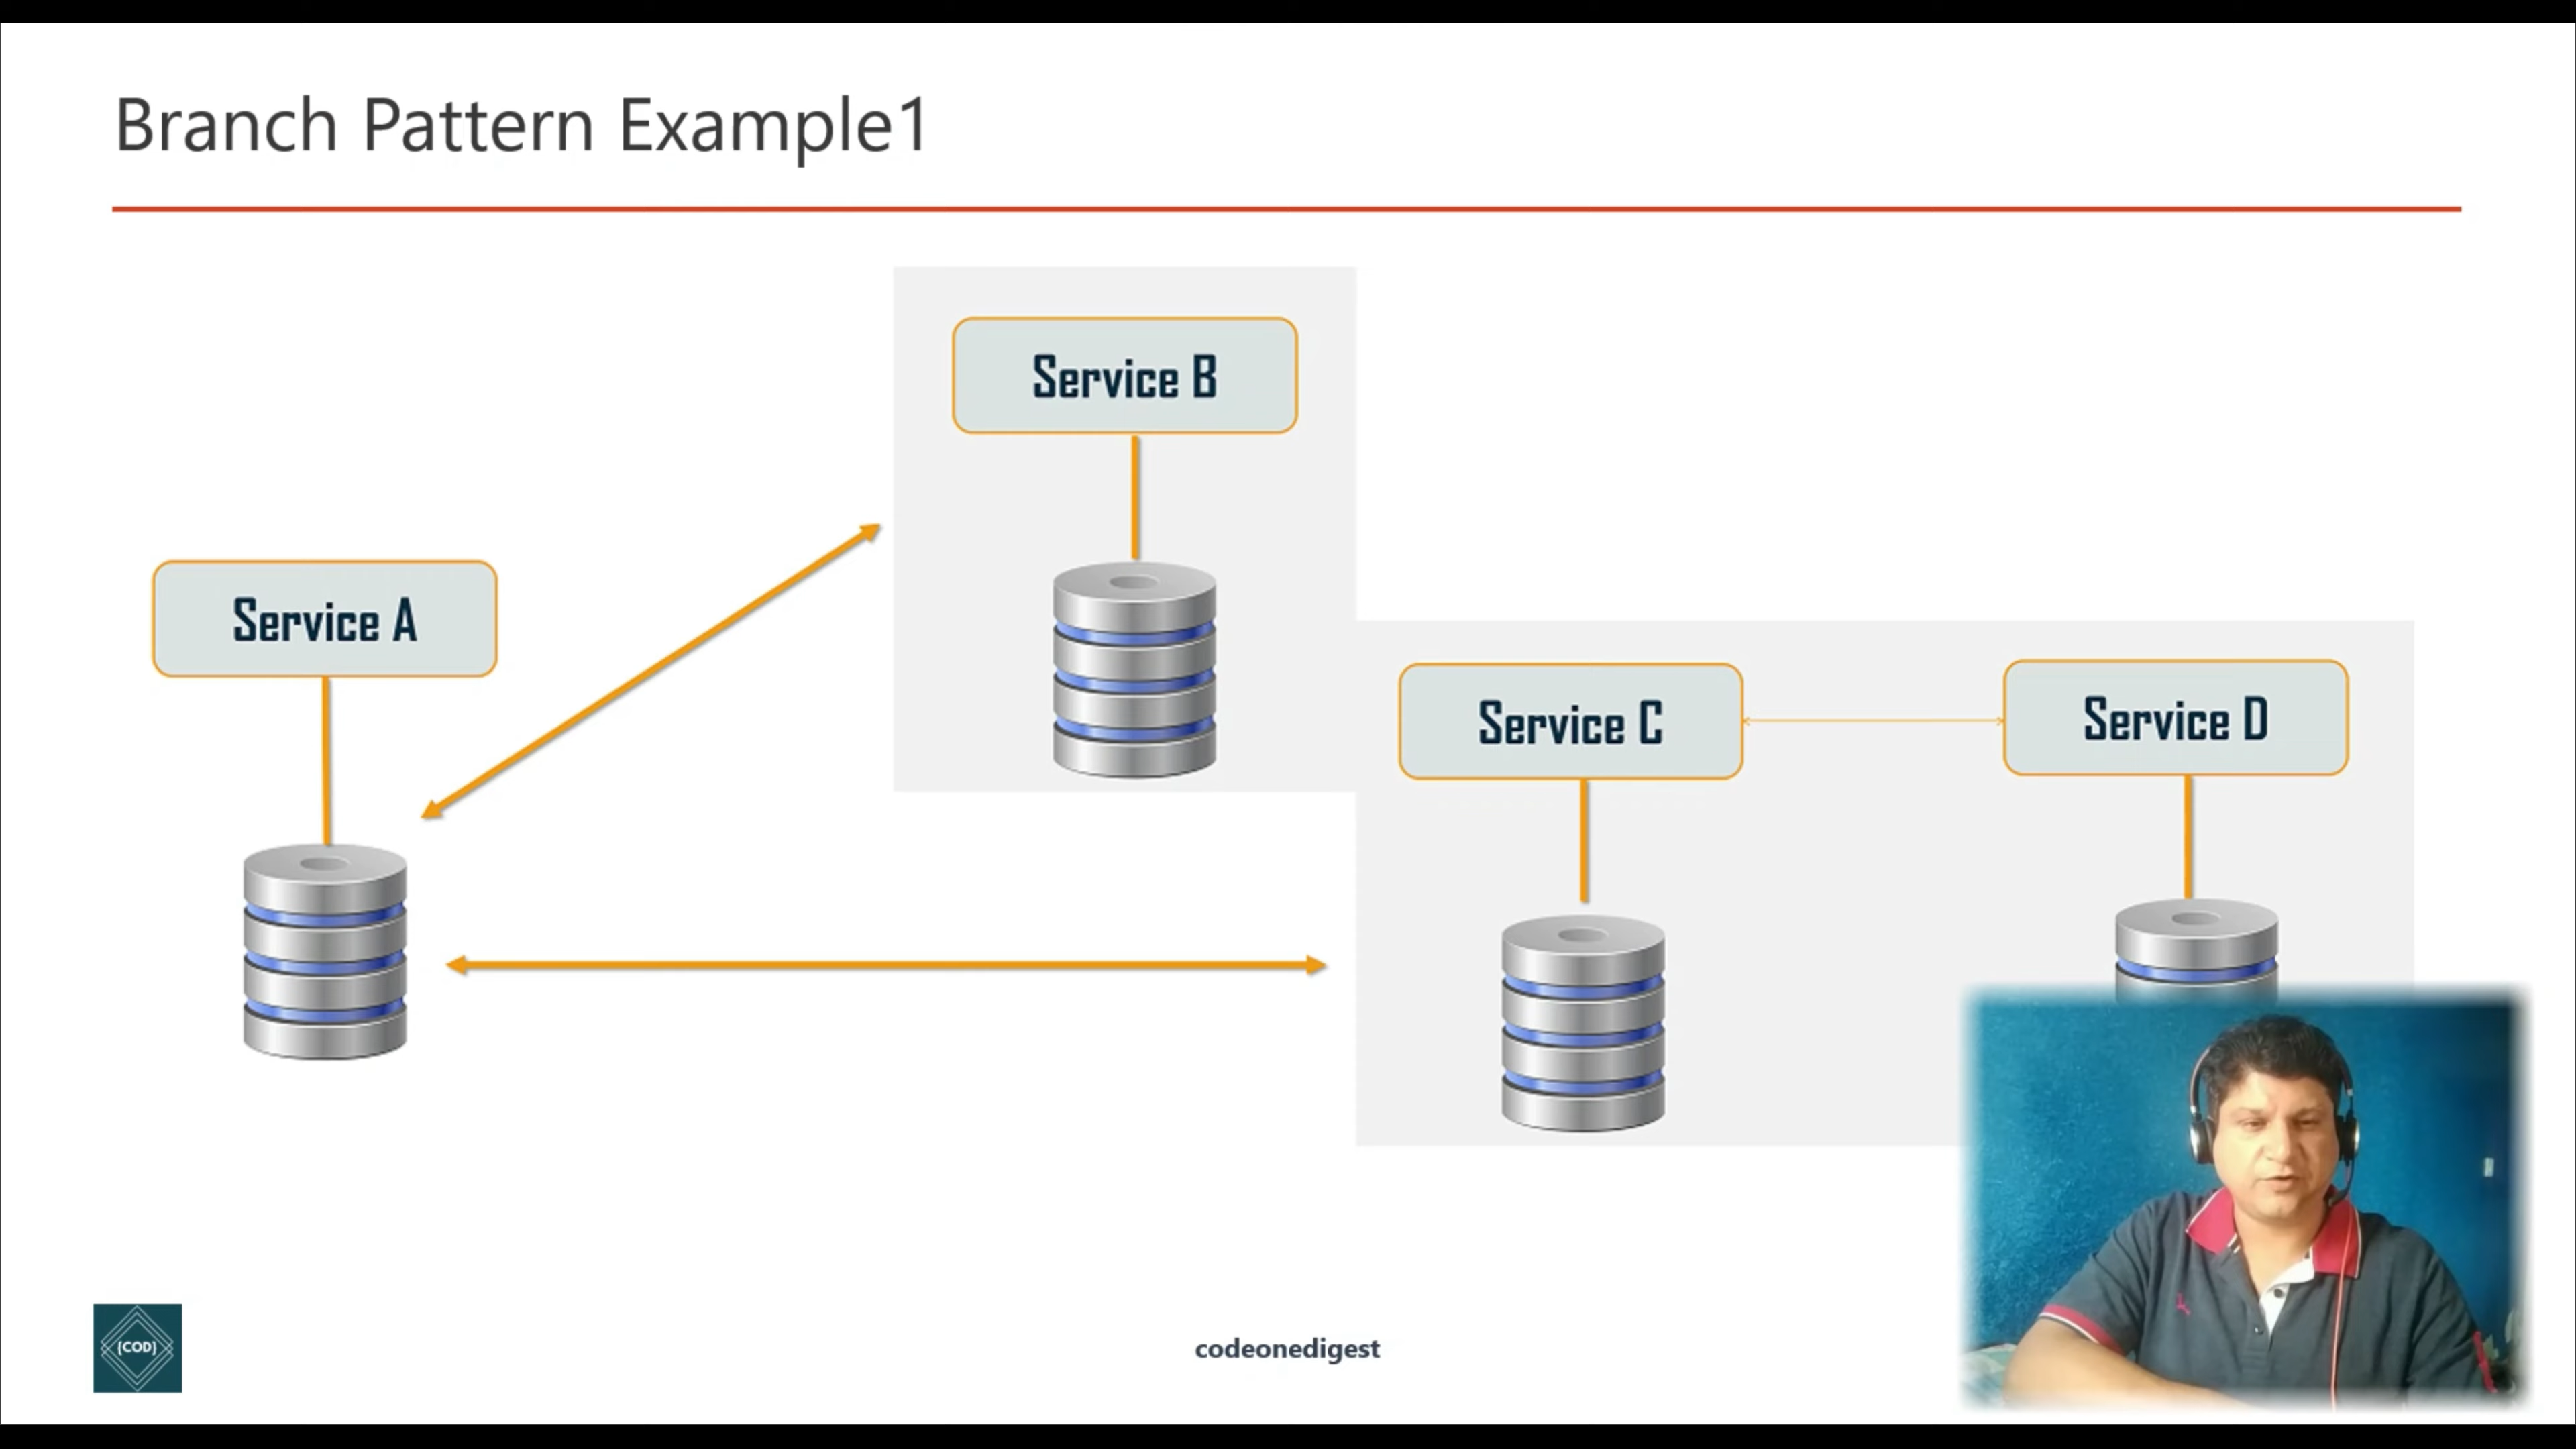 Branch Pattern Example1
Service B
Service A
Service C
Service D
{COD}
codeonedigest